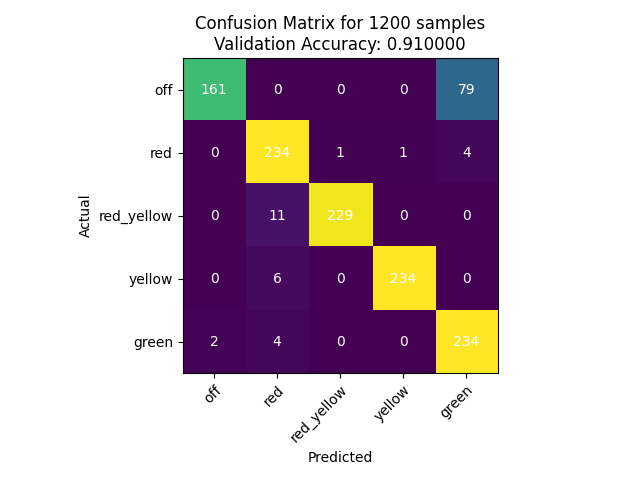 Confusion Matrix for 1200 samples
Validation Accuracy: 0.910000
off 161 0 0 0 79
red 0 234 1 1 4
Actual
red_yellow 0 11 229 0 0
yellow 0 6 0 234 0
green 2 4 0 0 234
off red red_yellow yellow green
Predicted